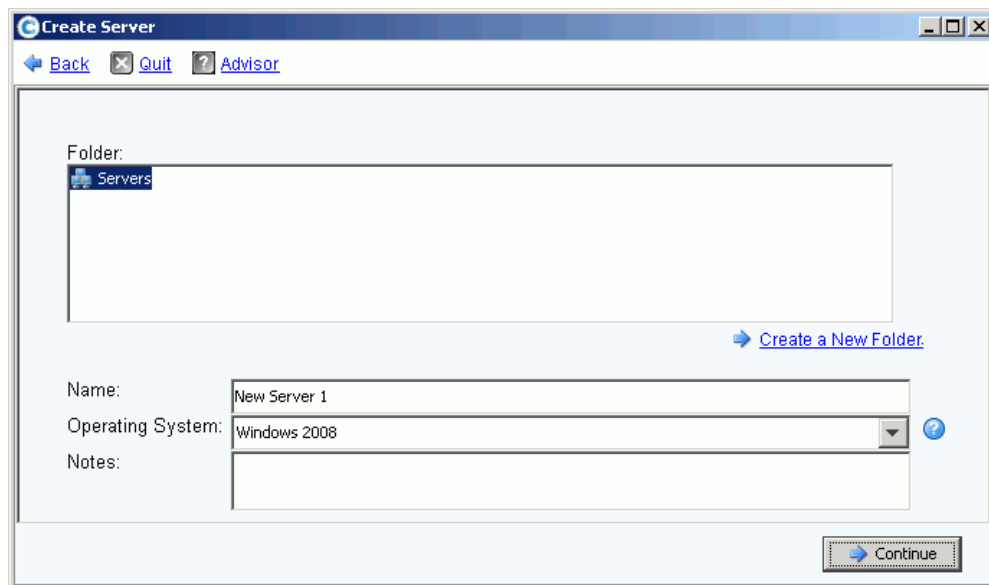 Create Server
Back Quit ? Advisor
Folder:
Servers
Create a New Folder.
Name: New Server 1
Operating System: Windows 2008 ?
Notes:
Continue